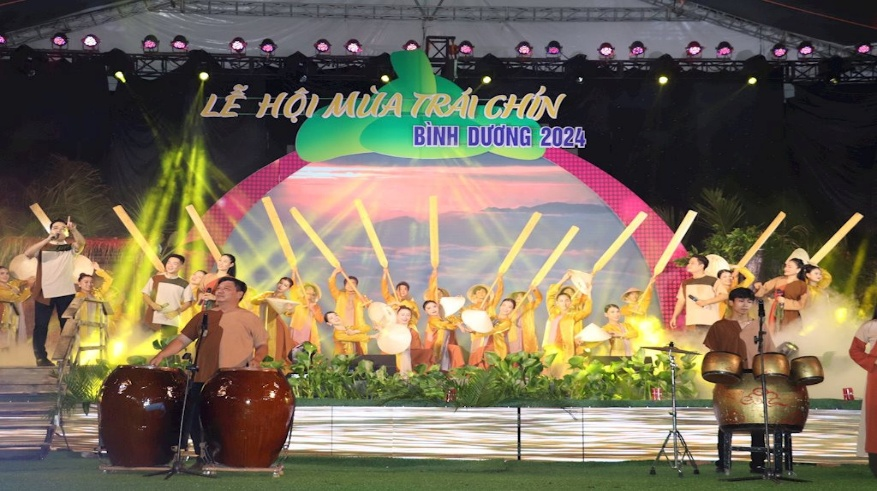 LỄ HỘI MÙA TRÁI CHÍN
BÌNH DƯƠNG 2024